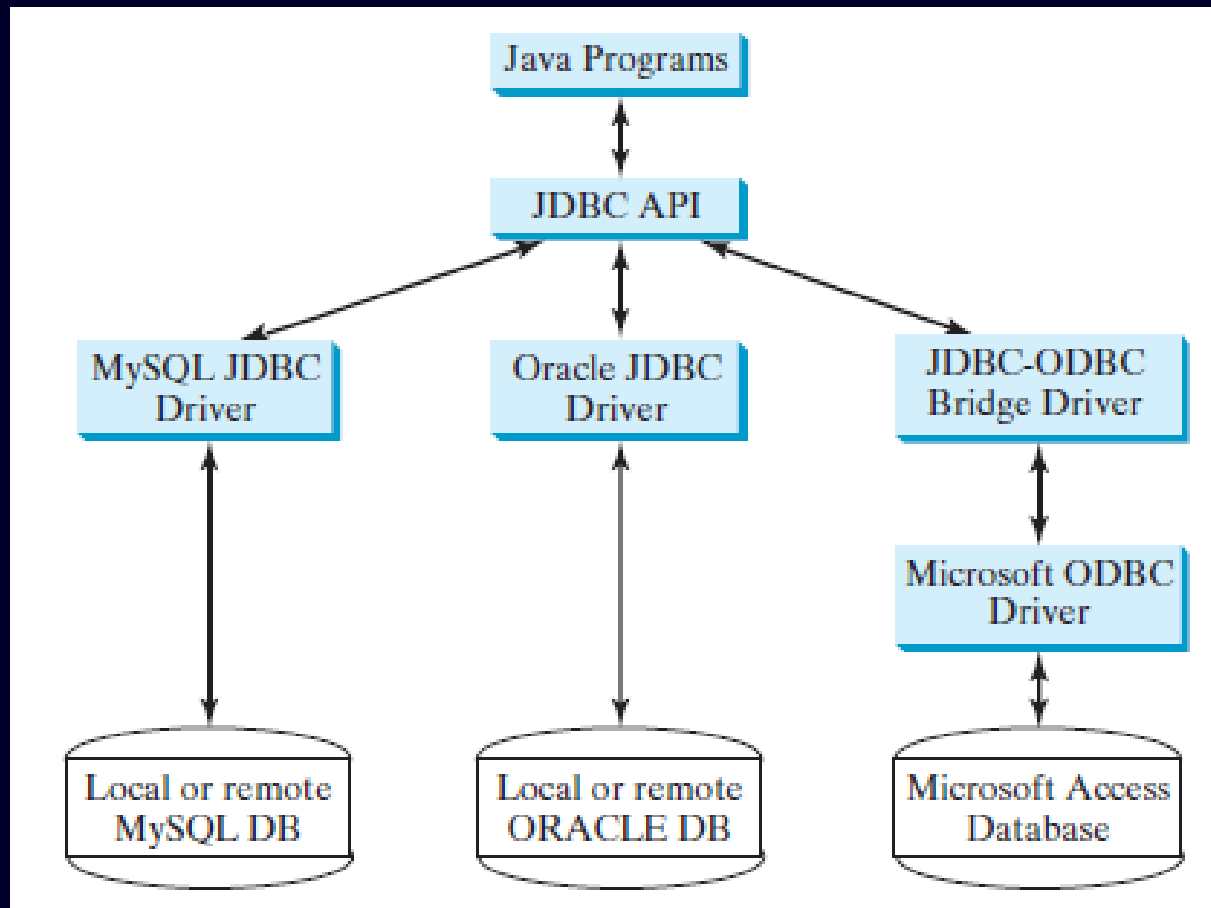 Java Programs
JDBC API
MySQL JDBC
Driver
Oracle JDBC
Driver
JDBC-ODBC
Bridge Driver
Microsoft ODBC
Driver
Local or remote
MySQL DB
Local or remote
ORACLE DB
Microsoft Access
Database